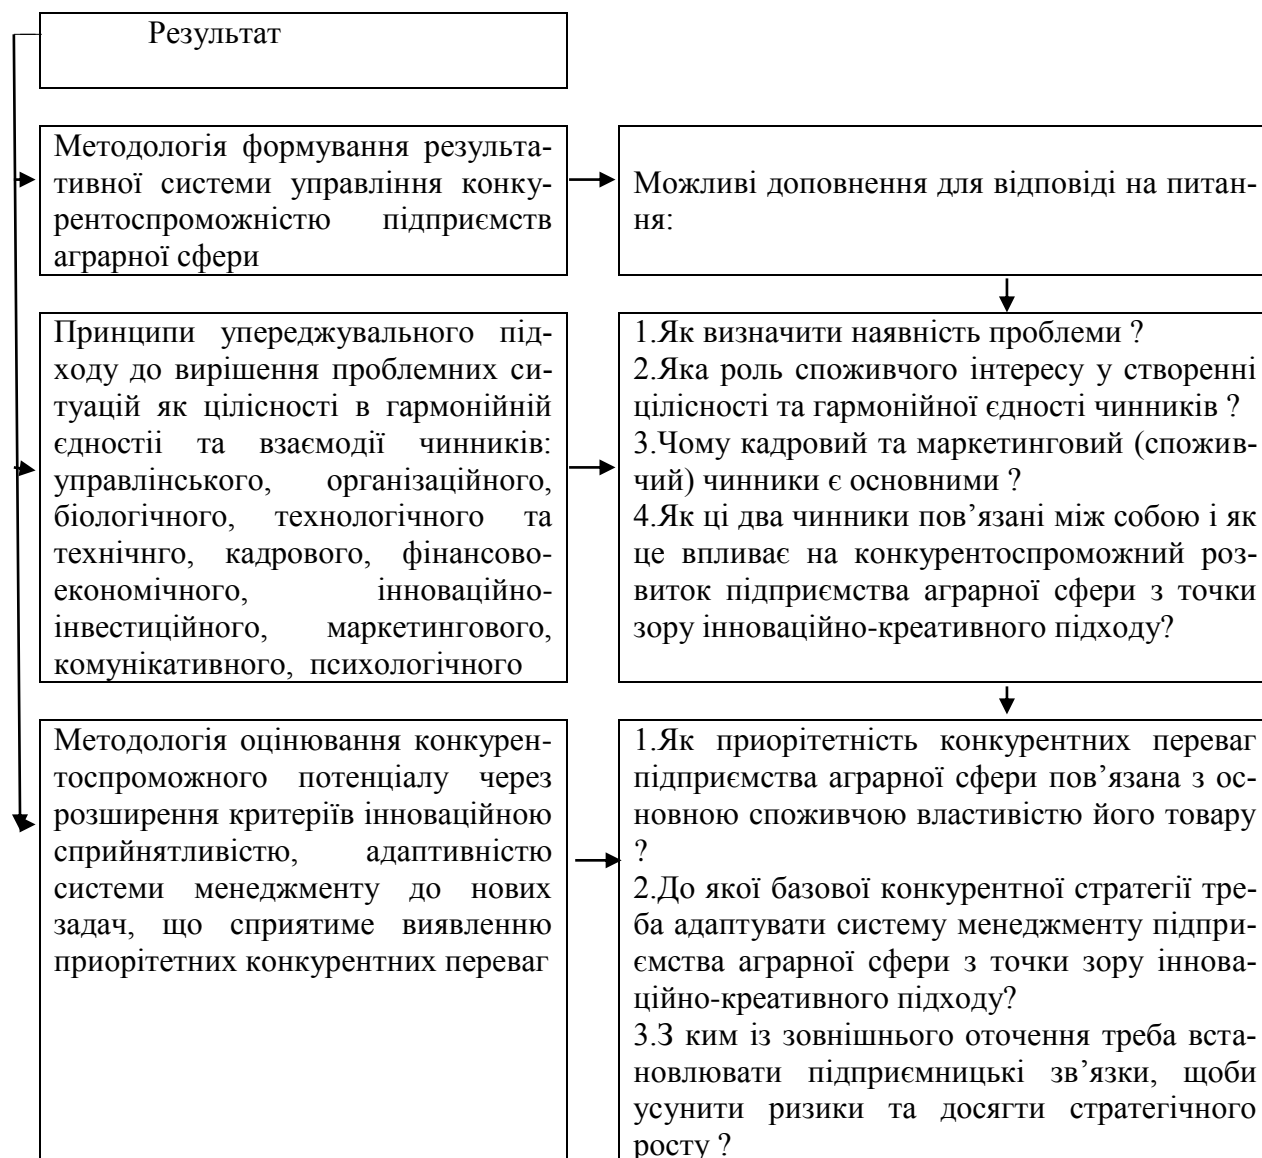 Результат
Методологія формування результа-
тивної системи управління конку-
рентоспроможністю підприємств
аграрної сфери
Можливі доповнення для відповіді на питан-
ня:
Принципи упереджувального під-
ходу до вирішення проблемних си-
туацій як цілісності в гармонійній
єдностіі та взаємодії чинників:
управлінського, організаційного,
біологічного, технологічного та
технічнго, кадрового, фінансово-
економічного, інноваційно-
інвестиційного, маркетингового,
комунікативного, психологічного
1.Як визначити наявність проблеми ?
2.Яка роль споживчого інтересу у створенні
цілісності та гармонійної єдності чинників ?
3.Чому кадровий та маркетинговий (спожив-
чий) чинники є основними ?
4.Як ці два чинники пов’язані між собою і як
це впливає на конкурентоспроможний роз-
виток підприємства аграрної сфери з точки
зору інноваційно-креативного підходу?
Методологія оцінювання конкурен-
тоспроможного потенціалу через
розширення критеріїв інноваційною
сприйнятливістю, адаптивністю
системи менеджменту до нових
задач, що сприятиме виявленню
приорітетних конкурентних переваг
1.Як приорітетність конкурентних переваг
підприємства аграрної сфери пов’язана з ос-
новною споживчою властивістю його товару
?
2.До якої базової конкурентної стратегії тре-
ба адаптувати систему менеджменту підпри-
ємства аграрної сфери з точки зору іннова-
ційно-креативного підходу?
3.З ким із зовнішнього оточення треба вста-
новлювати підприємницькі зв’язки, щоби
усунити ризики та досягти стратегічного
росту ?